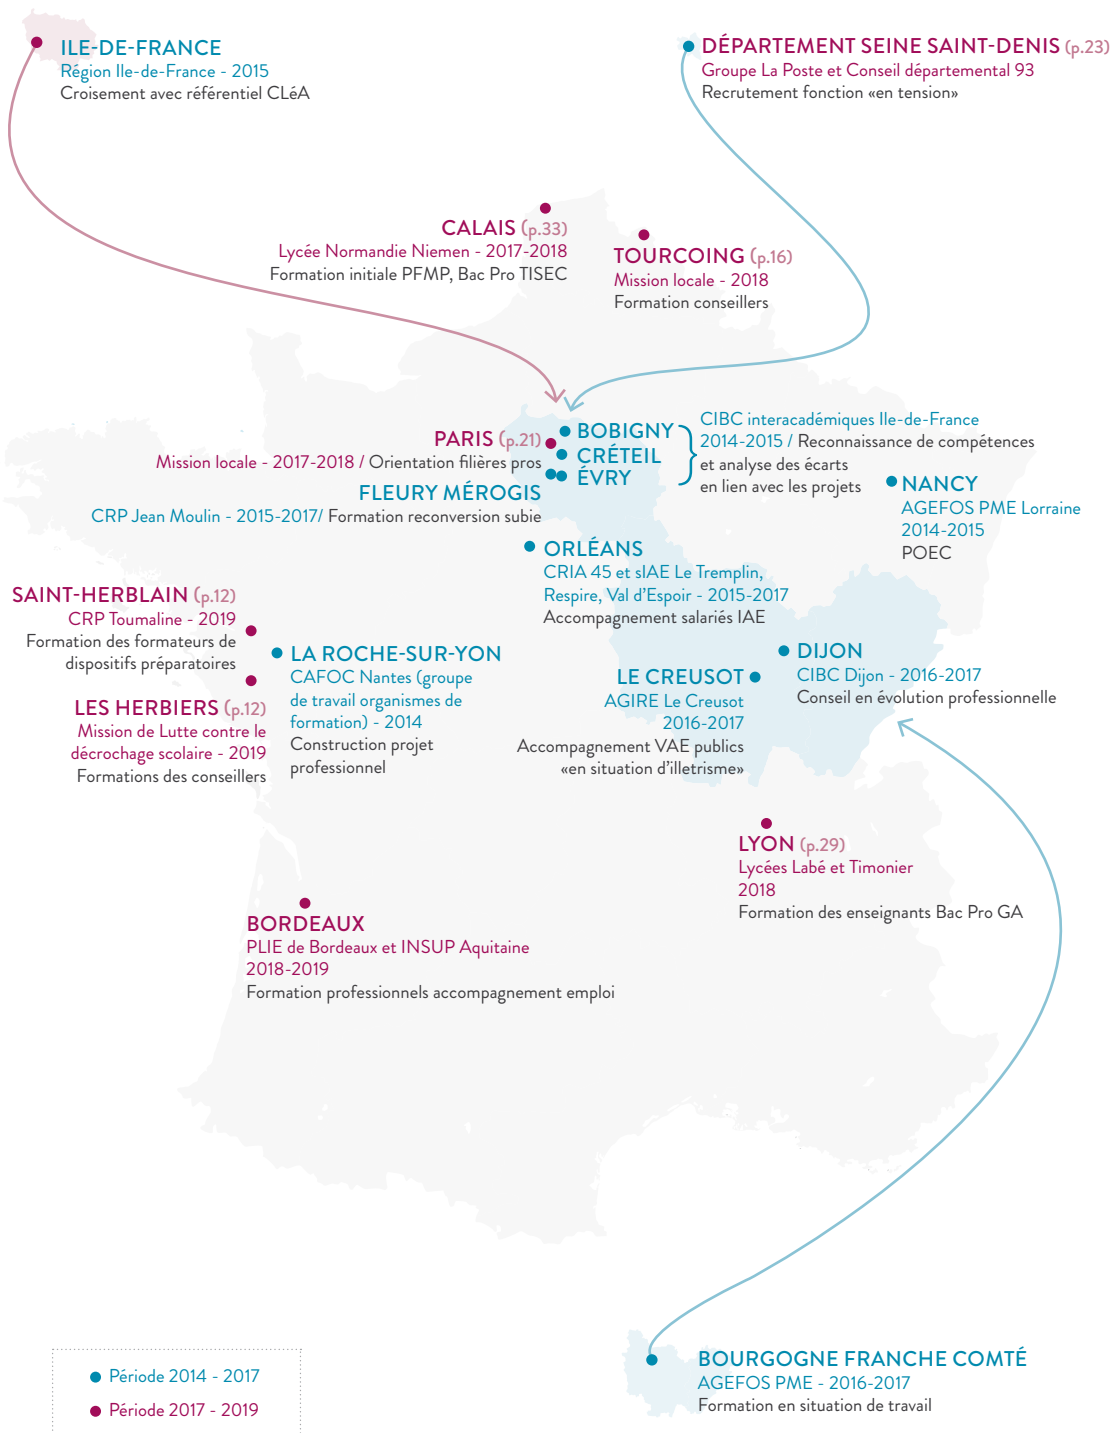 ILE-DE-FRANCE
Région Ile-de-France - 2015
Croisement avec référentiel CLéA
DÉPARTEMENT SEINE SAINT-DENIS (p.23)
Groupe La Poste et Conseil départemental 93
Recrutement fonction «en tension»
CALAIS (p.33)
Lycée Normandie Niemen - 2017-2018
Formation initiale PFMP, Bac Pro TISEC
TOURCOING (p.16)
Mission locale - 2018
Formation conseillers
PARIS (p.21)
Mission locale - 2017-2018 / Orientation filières pros
BOBIGNY
CRÉTEIL
ÉVRY
CIBC interacadémiques Ile-de-France
2014-2015 / Reconnaissance de compétences
et analyse des écarts
en lien avec les projets
FLEURY MÉROGIS
CRP Jean Moulin - 2015-2017/ Formation reconversion subie
NANCY
AGEFOS PME Lorraine
2014-2015
POEC
ORLÉANS
CRIA 45 et sIAE Le Tremplin,
Respire, Val d'Espoir - 2015-2017
Accompagnement salariés IAE
SAINT-HERBLAIN (p.12)
CRP Toumaline - 2019
Formation des formateurs de
dispositifs préparatoires
LA ROCHE-SUR-YON
CAFOC Nantes (groupe
de travail organismes de
formation) - 2014
Construction projet
professionnel
LES HERBIERS (p.12)
Mission de Lutte contre le
décrochage scolaire - 2019
Formations des conseillers
LE CREUSOT
AGIRE Le Creusot
2016-2017
Accompagnement VAE publics
«en situation d'illetrisme»
DIJON
CIBC Dijon - 2016-2017
Conseil en évolution professionnelle
LYON (p.29)
Lycées Labé et Timonier
2018
Formation des enseignants Bac Pro GA
BORDEAUX
PLIE de Bordeaux et INSUP Aquitaine
2018-2019
Formation professionnels accompagnement emploi
BOURGOGNE FRANCHE COMTÉ
AGEFOS PME - 2016-2017
Formation en situation de travail
Période 2014 - 2017
Période 2017 - 2019